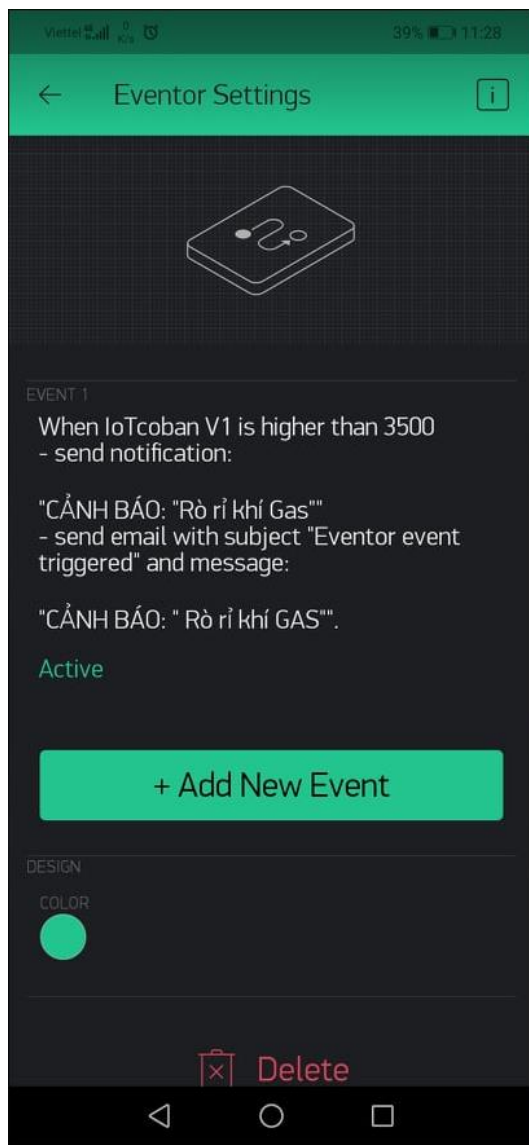 Viettel 0 K/s 39% 11:28
Eventor Settings
EVENT 1
When IoTcoban V1 is higher than 3500
- send notification:
"CẢNH BÁO: "Rò rỉ khí Gas""
- send email with subject "Eventor event
triggered" and message:
"CẢNH BÁO: " Rò rỉ khí GAS"".
Active
+ Add New Event
DESIGN
COLOR
Delete